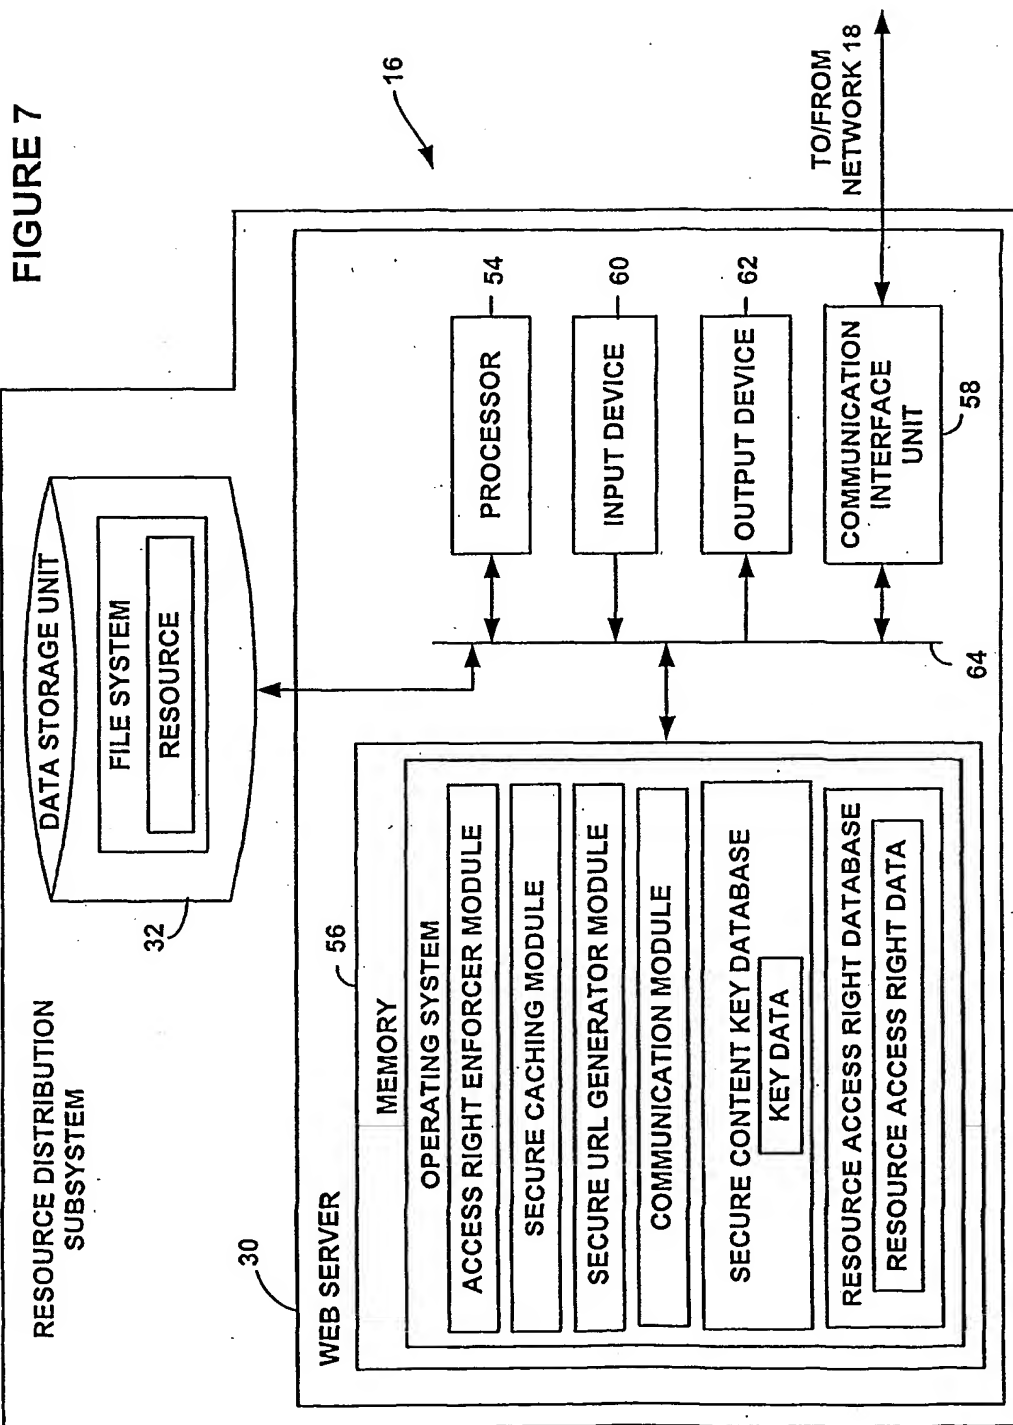 FIGURE 7
RESOURCE DISTRIBUTION
SUBSYSTEM
16
DATA STORAGE UNIT
FILE SYSTEM
RESOURCE
32
30
WEB SERVER
56
MEMORY
OPERATING SYSTEM
ACCESS RIGHT ENFORCER MODULE
SECURE CACHING MODULE
SECURE URL GENERATOR MODULE
COMMUNICATION MODULE
SECURE CONTENT KEY DATABASE
KEY DATA
RESOURCE ACCESS RIGHT DATABASE
RESOURCE ACCESS RIGHT DATA
PROCESSOR
54
INPUT DEVICE
60
OUTPUT DEVICE
62
COMMUNICATION
INTERFACE
UNIT
58
64
TO/FROM
NETWORK 18